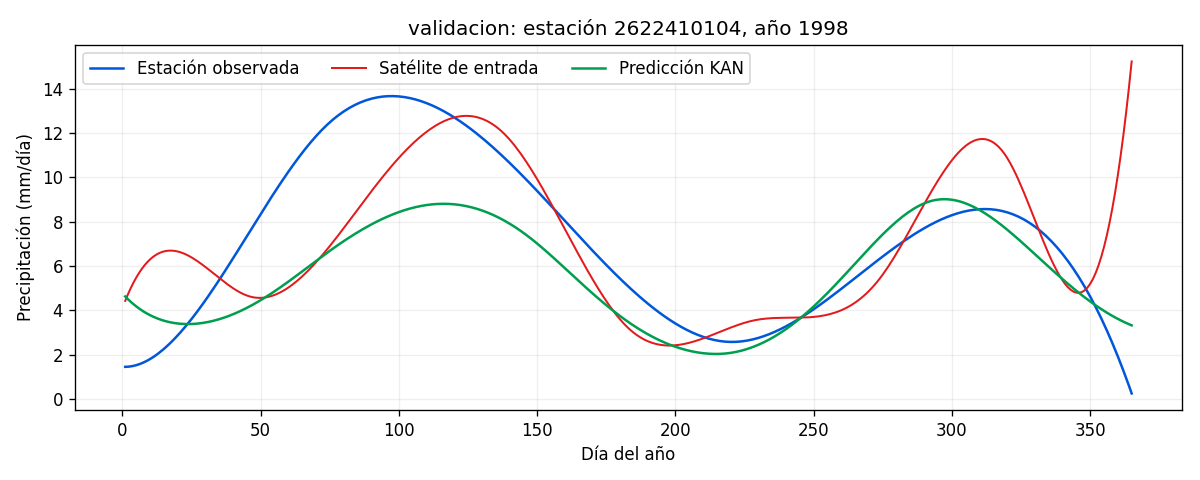 validacion: estación 2622410104, año 1998
Estación observada Satélite de entrada Predicción KAN
Precipitación (mm/día)
14
12
10
8
6
4
2
0
0 50 100 150 200 250 300 350
Día del año